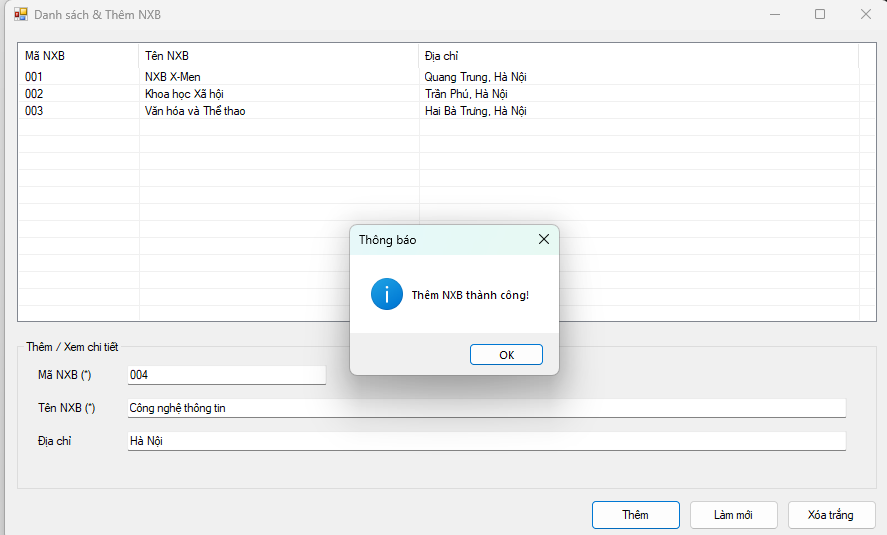 Danh sách & Thêm NXB
Mã NXB Tên NXB Địa chỉ
001 NXB X-Men Quang Trung, Hà Nội
002 Khoa học Xã hội Trần Phú, Hà Nội
003 Văn hóa và Thể thao Hai Bà Trưng, Hà Nội
Thông báo
Thêm NXB thành công!
OK
Thêm / Xem chi tiết
Mã NXB (*) 004
Tên NXB (*) Công nghệ thông tin
Địa chỉ Hà Nội
Thêm Làm mới Xóa trắng